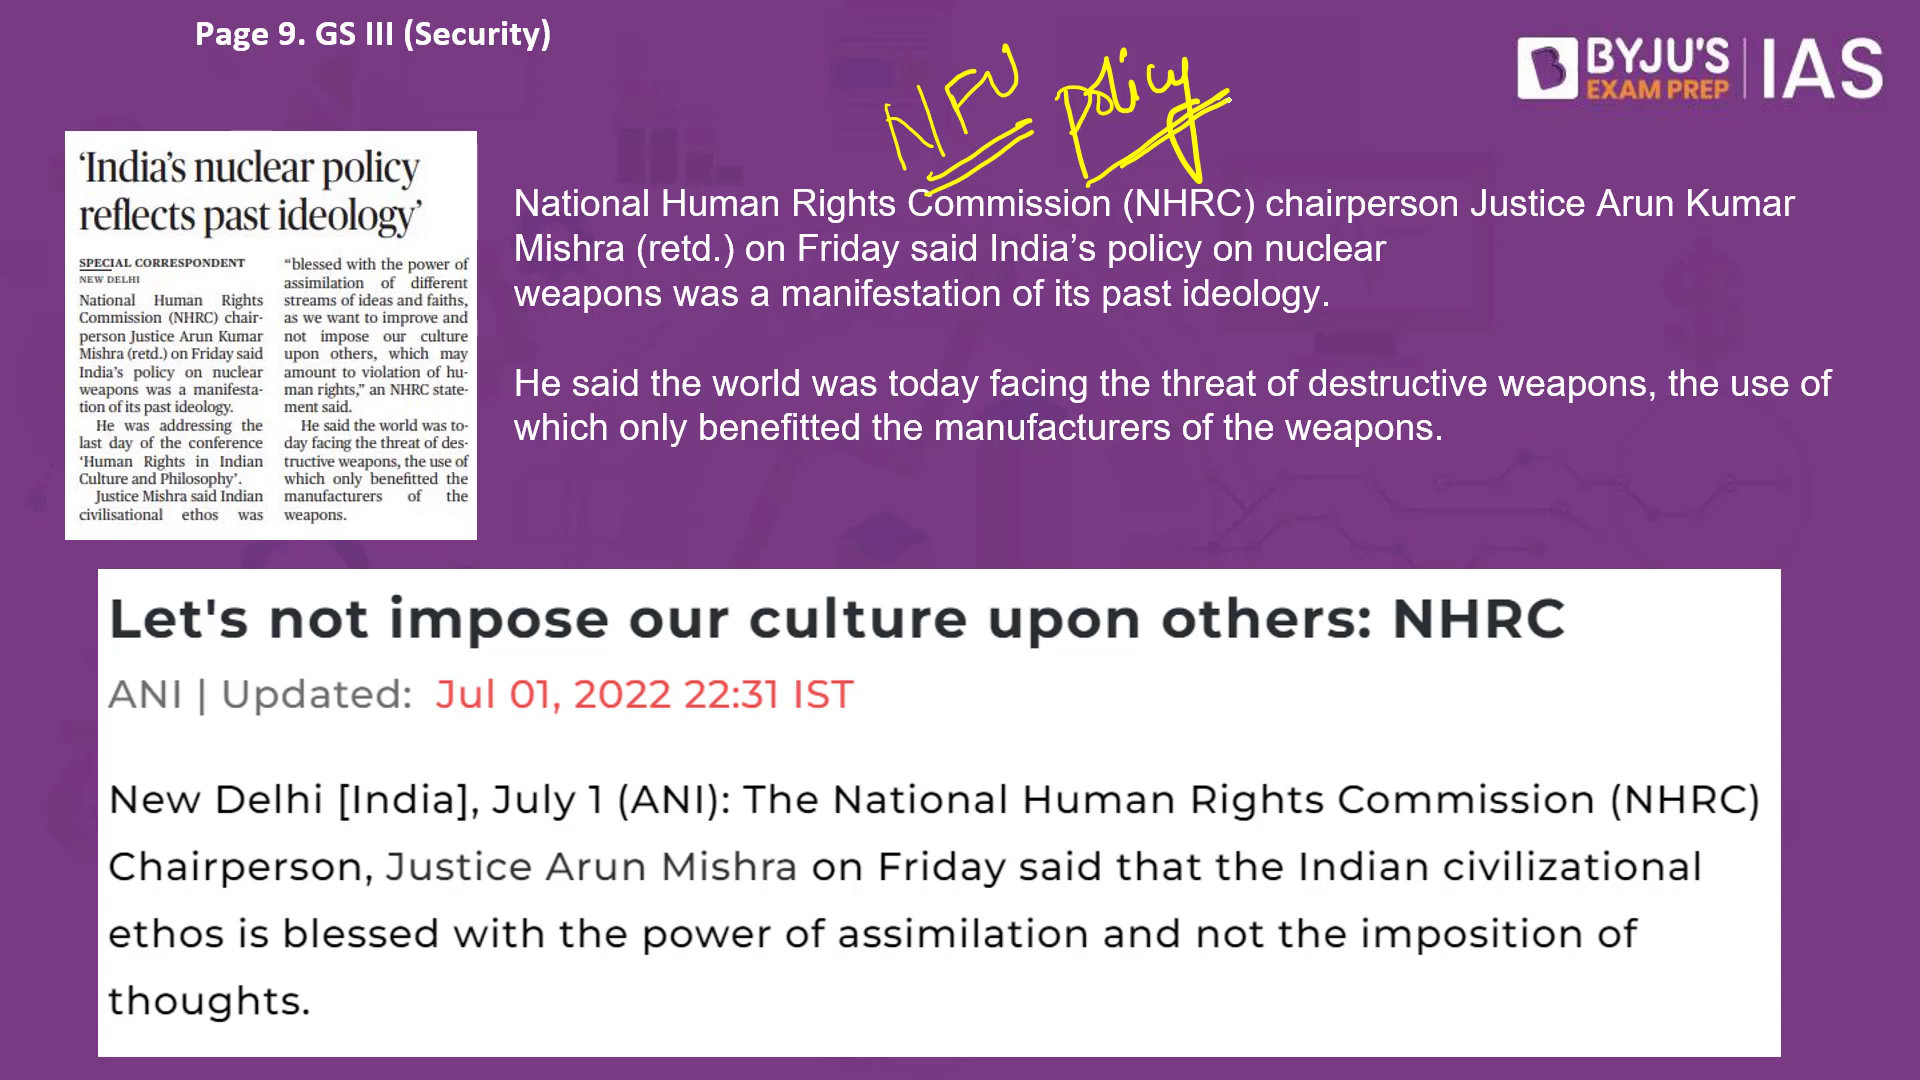 Page 9. GS III (Security)
BYJU'S
EXAM PREP
IAS
NFU policy
‘India’s nuclear policy
reflects past ideology’
SPECIAL CORRESPONDENT
NEW DELHI
National Human Rights
Commission (NHRC) chair-
person Justice Arun Kumar
Mishra (retd.) on Friday said
India’s policy on nuclear
weapons was a manifesta-
tion of its past ideology.
He was addressing the
last day of the conference
‘Human Rights in Indian
Culture and Philosophy’.
Justice Mishra said Indian
civilisational ethos was
“blessed with the power of
assimilation of different
streams of ideas and faiths,
as we want to improve and
not impose our culture
upon others, which may
amount to violation of hu-
man rights,” an NHRC state-
ment said.
He said the world was to-
day facing the threat of des-
tructive weapons, the use of
which only benefitted the
manufacturers of the
weapons.
National Human Rights Commission (NHRC) chairperson Justice Arun Kumar
Mishra (retd.) on Friday said India’s policy on nuclear
weapons was a manifestation of its past ideology.
He said the world was today facing the threat of destructive weapons, the use of
which only benefitted the manufacturers of the weapons.
Let's not impose our culture upon others: NHRC
ANI | Updated: Jul 01, 2022 22:31 IST
New Delhi [India], July 1 (ANI): The National Human Rights Commission (NHRC)
Chairperson, Justice Arun Mishra on Friday said that the Indian civilizational
ethos is blessed with the power of assimilation and not the imposition of
thoughts.